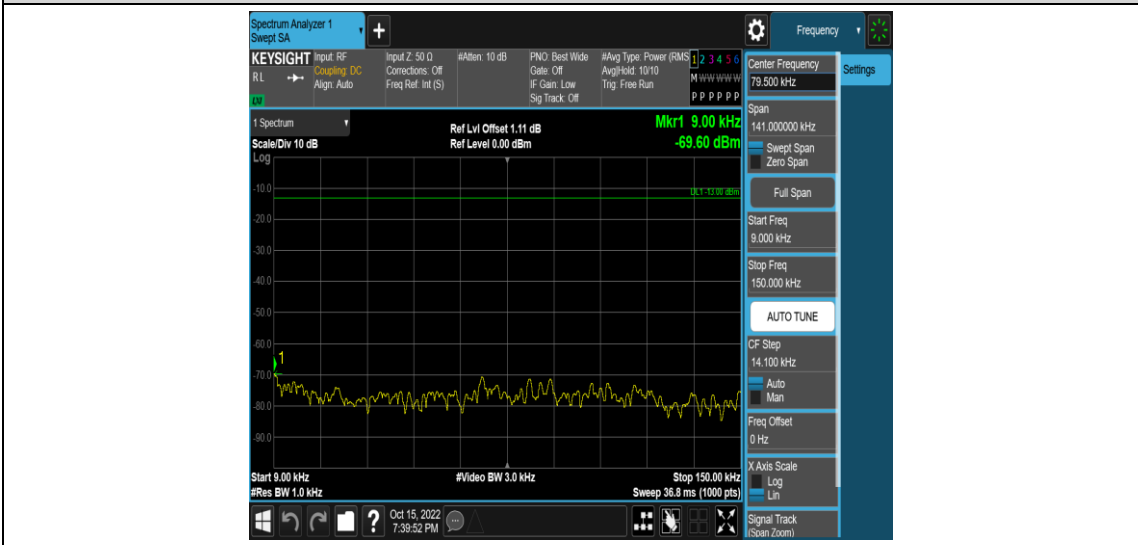 Spectrum Analyzer 1
Swept SA
+
Frequency
KEYSIGHT
RL
LXI
Input: RF
Coupling: DC
Align: Auto
Input Z: 50 Ω
Corrections: Off
Freq Ref: Int (S)
#Atten: 10 dB
PNO: Best Wide
Gate: Off
IF Gain: Low
Sig Track: Off
#Avg Type: Power (RMS
Avg|Hold: 10/10
Trig: Free Run
1 2 3 4 5 6
M W W W W W
P P P P P P
1 Spectrum
Scale/Div 10 dB
Log
Ref Lvl Offset 1.11 dB
Ref Level 0.00 dBm
Mkr1 9.00 kHz
-69.60 dBm
DL1 -13.00 dBm
-10.0
-20.0
-30.0
-40.0
-50.0
-60.0
1
-70.0
-80.0
-90.0
Start 9.00 kHz
#Video BW 3.0 kHz
Stop 150.00 kHz
#Res BW 1.0 kHz
Sweep 36.8 ms (1000 pts)
?
Oct 15, 2022
7:39:52 PM
Center Frequency
79.500 kHz
Settings
Span
141.000000 kHz
Swept Span
Zero Span
Full Span
Start Freq
9.000 kHz
Stop Freq
150.000 kHz
AUTO TUNE
CF Step
14.100 kHz
Auto
Man
Freq Offset
0 Hz
X Axis Scale
Log
Lin
Signal Track
(Span Zoom)